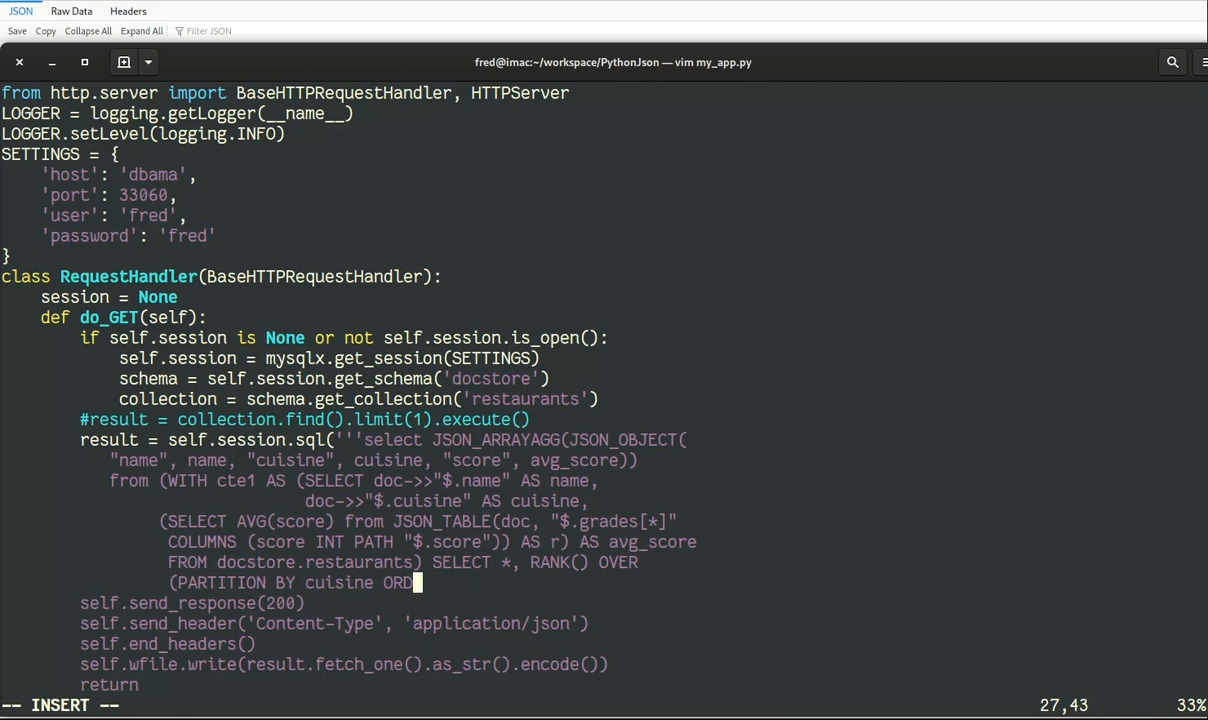 JSON Raw Data Headers
Save Copy Collapse All Expand All Filter JSON
fred@imac:~/workspace/PythonJson — vim my_app.py
from http.server import BaseHTTPRequestHandler, HTTPServer
LOGGER = logging.getLogger(__name__)
LOGGER.setLevel(logging.INFO)
SETTINGS = {
    'host': 'dbama',
    'port': 33060,
    'user': 'fred',
    'password': 'fred'
}
class RequestHandler(BaseHTTPRequestHandler):
    session = None
    def do_GET(self):
        if self.session is None or not self.session.is_open():
            self.session = mysqlx.get_session(SETTINGS)
            schema = self.session.get_schema('docstore')
            collection = schema.get_collection('restaurants')
        #result = collection.find().limit(1).execute()
        result = self.session.sql('''select JSON_ARRAYAGG(JSON_OBJECT(
           "name", name, "cuisine", cuisine, "score", avg_score))
           from (WITH cte1 AS (SELECT doc->>"$.name" AS name,
                               doc->>"$.cuisine" AS cuisine,
                (SELECT AVG(score) from JSON_TABLE(doc, "$.grades[*]"
                 COLUMNS (score INT PATH "$.score")) AS r) AS avg_score
                 FROM docstore.restaurants) SELECT *, RANK() OVER
                 (PARTITION BY cuisine ORD
        self.send_response(200)
        self.send_header('Content-Type', 'application/json')
        self.end_headers()
        self.wfile.write(result.fetch_one().as_str().encode())
        return
-- INSERT -- 27,43 33%